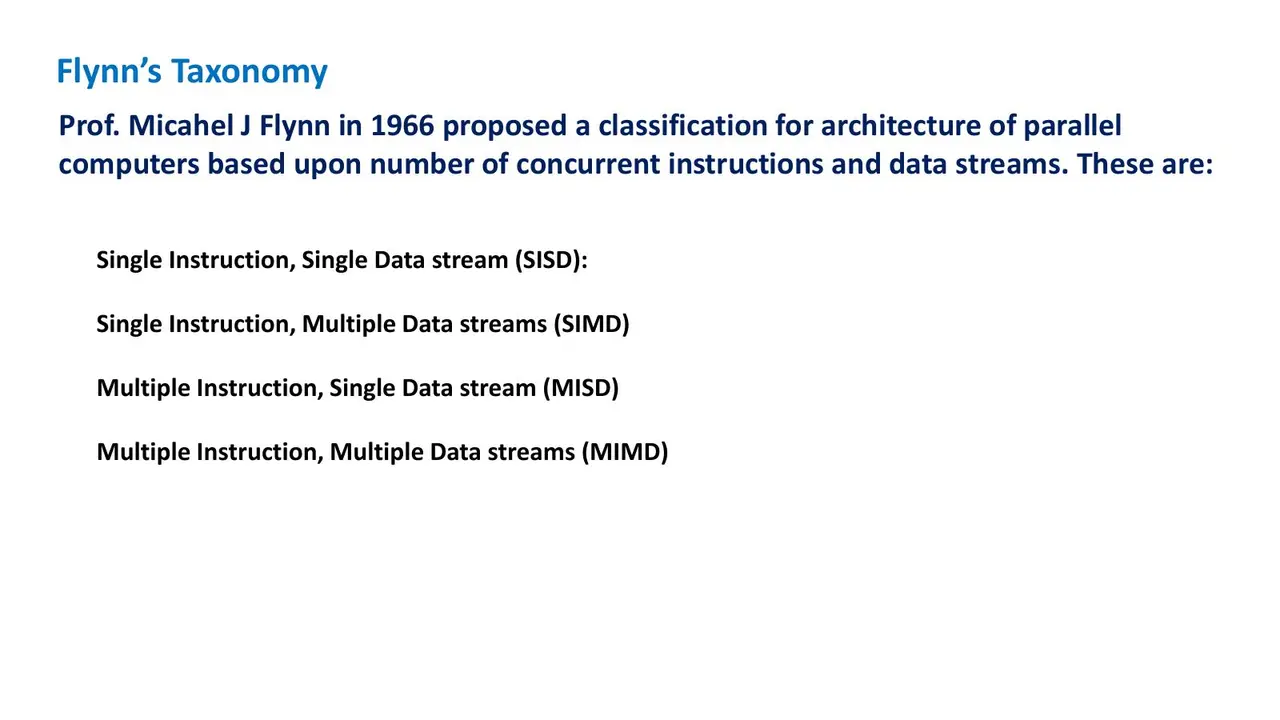 Flynn’s Taxonomy
Prof. Micahel J Flynn in 1966 proposed a classification for architecture of parallel
computers based upon number of concurrent instructions and data streams. These are:
Single Instruction, Single Data stream (SISD):
Single Instruction, Multiple Data streams (SIMD)
Multiple Instruction, Single Data stream (MISD)
Multiple Instruction, Multiple Data streams (MIMD)